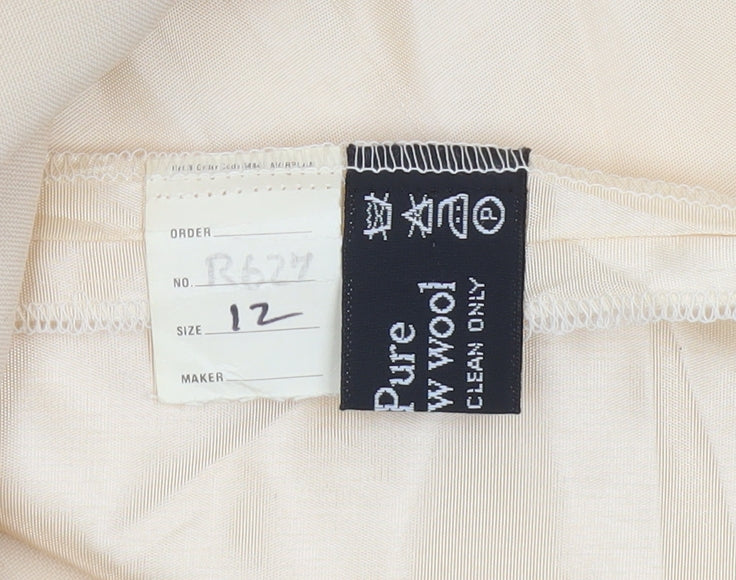 ORDER
NO. R627
SIZE 12
MAKER
Pure
w wool
CLEAN ONLY
P